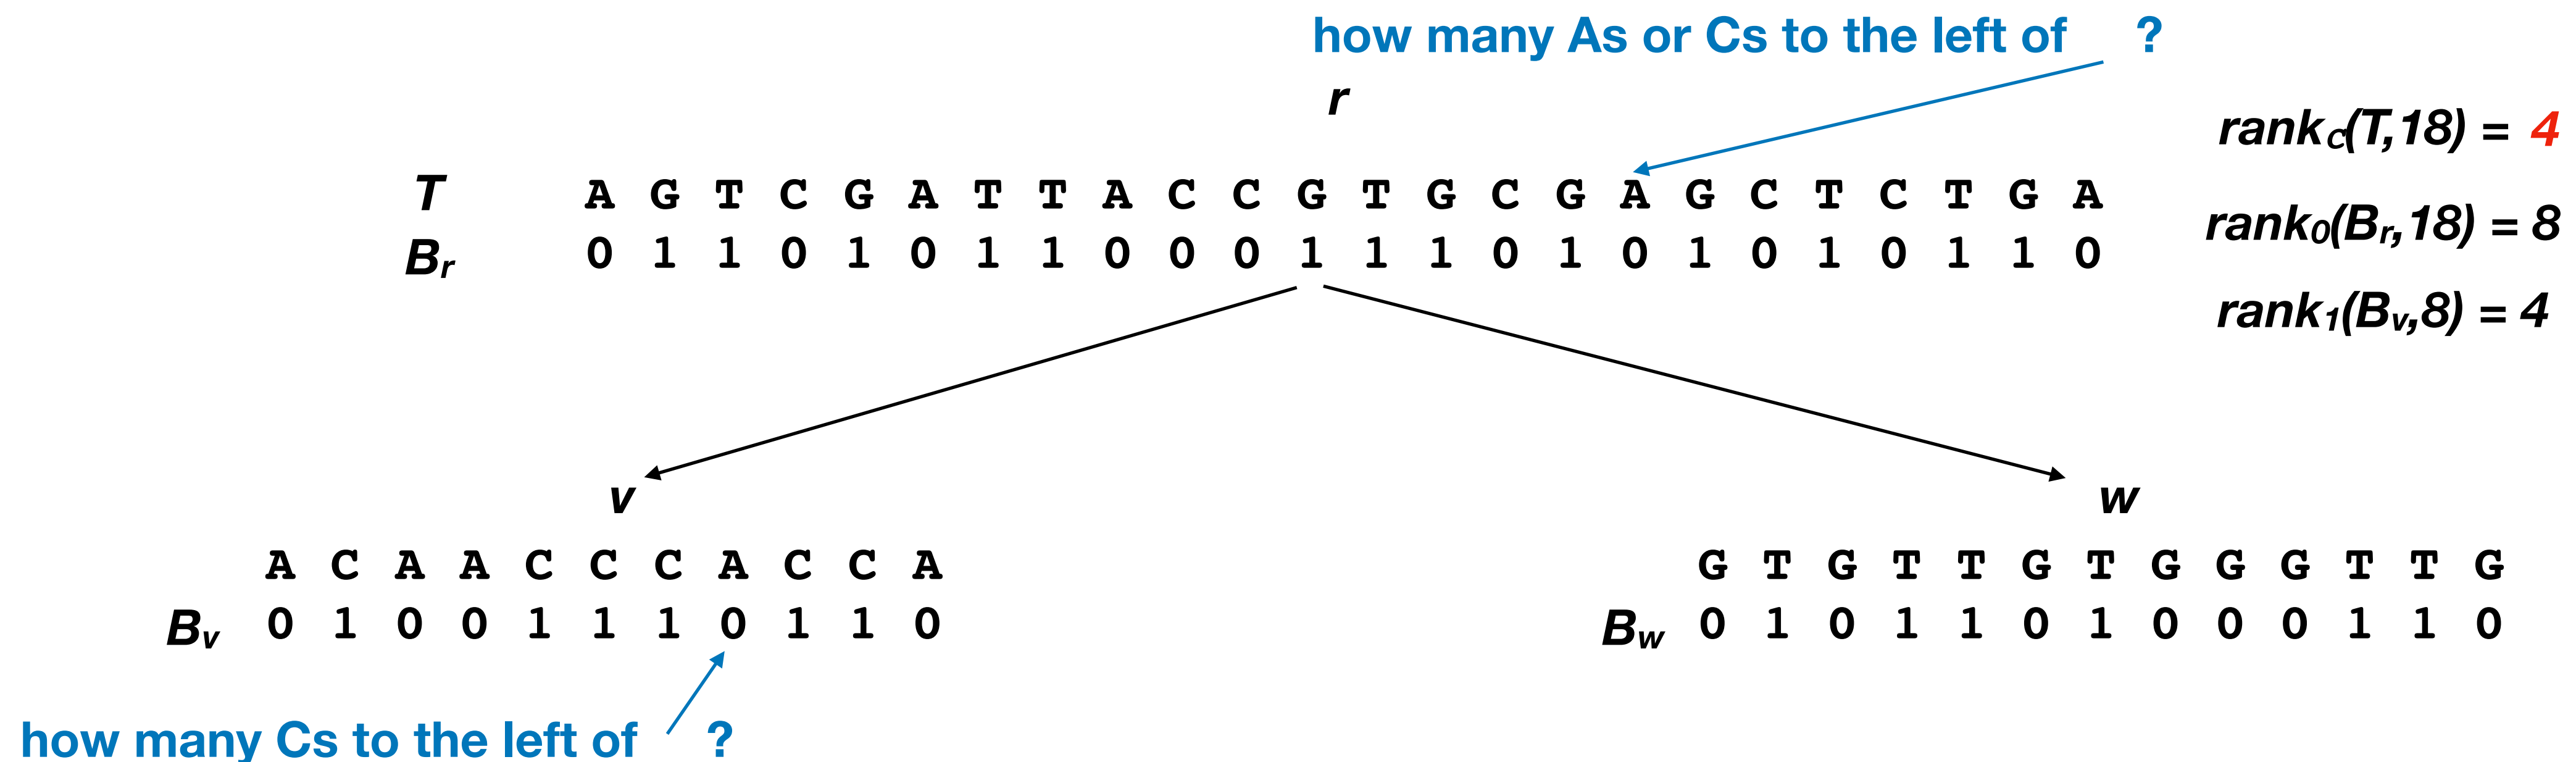 how many As or Cs to the left of ?
r
rankC(T,18) = 4
T A G T C G A T T A C C G T G C G A G C T C T G A
Br 0 1 1 0 1 0 1 1 0 0 0 1 1 1 0 1 0 1 0 1 0 1 1 0
rank0(Br,18) = 8
rank1(Bv,8) = 4
v w
A C A A C C C A C C A G T G T T G T G G G T T G
Bv 0 1 0 0 1 1 1 0 1 1 0 Bw 0 1 0 1 1 0 1 0 0 0 1 1 0
how many Cs to the left of ?